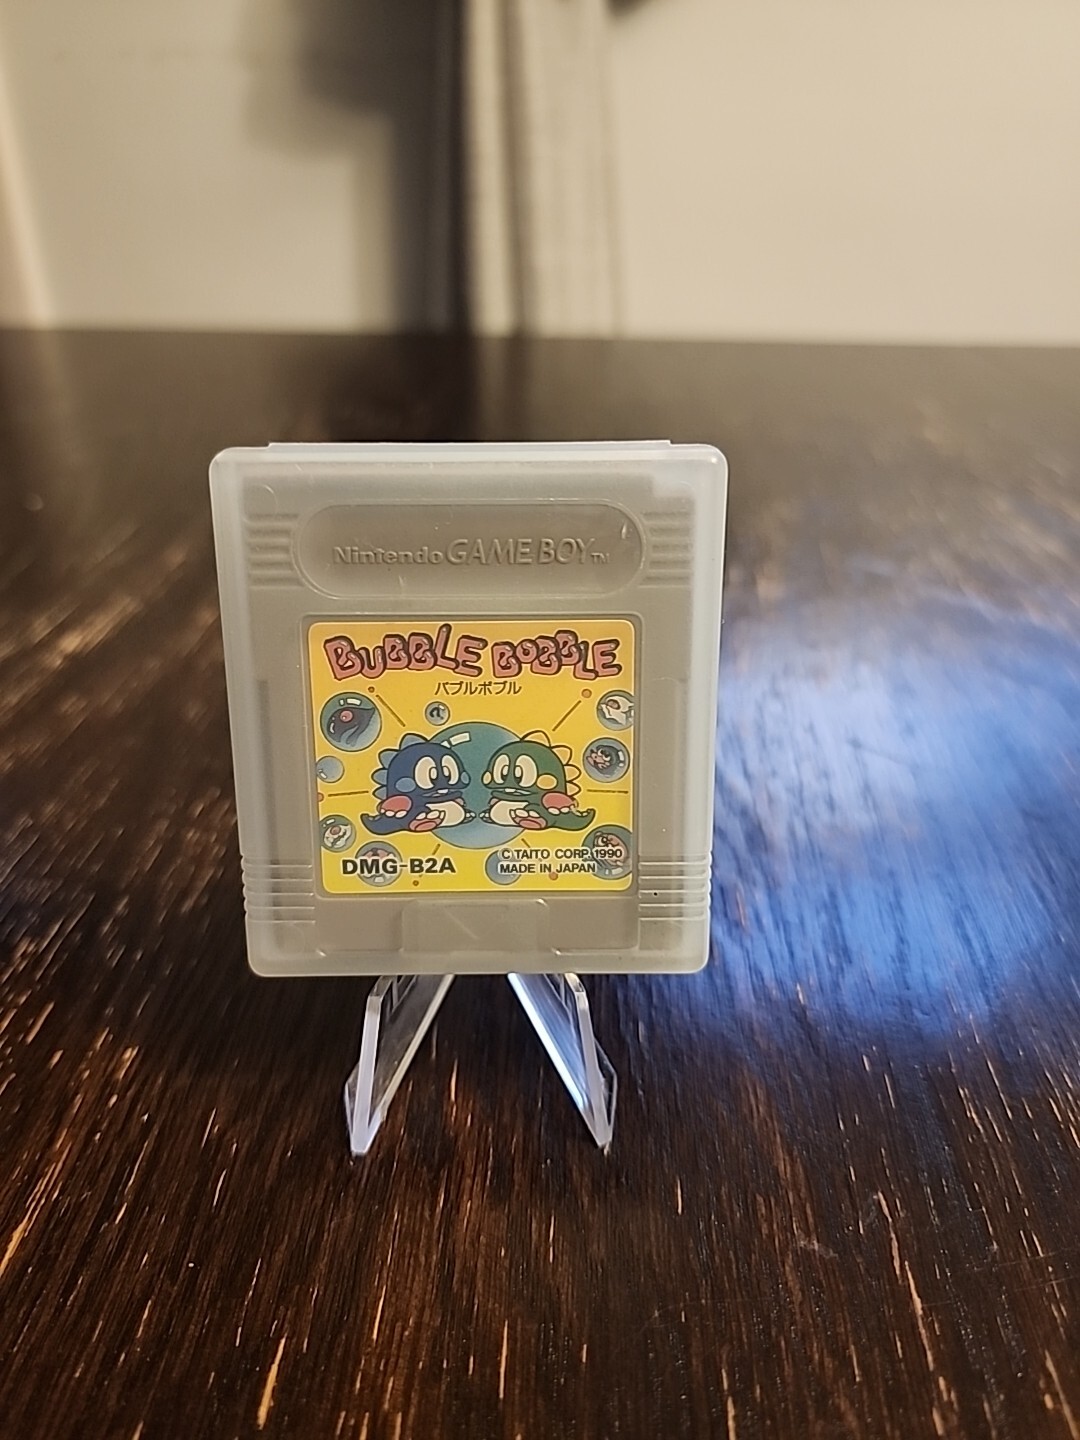 Nintendo GAME BOY TM
BUBBLE BOBBLE
バブルボブル
DMG-B2A
C TAITO CORP.1990
MADE IN JAPAN